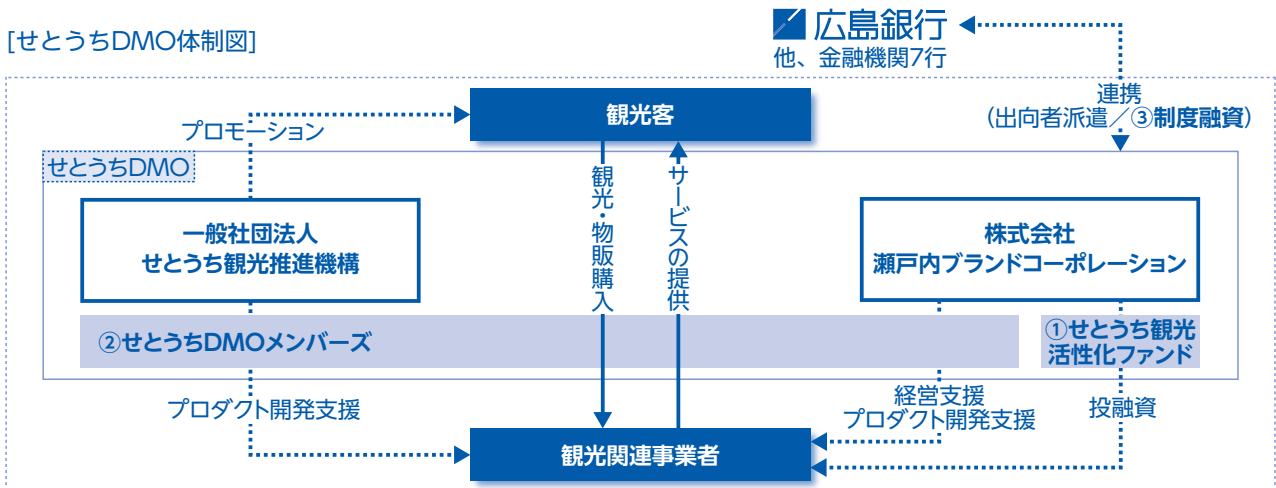 [せとうちDMO体制図]
広島銀行
他、金融機関7行
連携
(出向者派遣／③制度融資)
観光客
プロモーション
せとうちDMO
観光・物販購入
サービスの提供
一般社団法人
せとうち観光推進機構
株式会社
瀬戸内ブランドコーポレーション
②せとうちDMOメンバーズ
①せとうち観光
活性化ファンド
プロダクト開発支援
経営支援
プロダクト開発支援
投融資
観光関連事業者